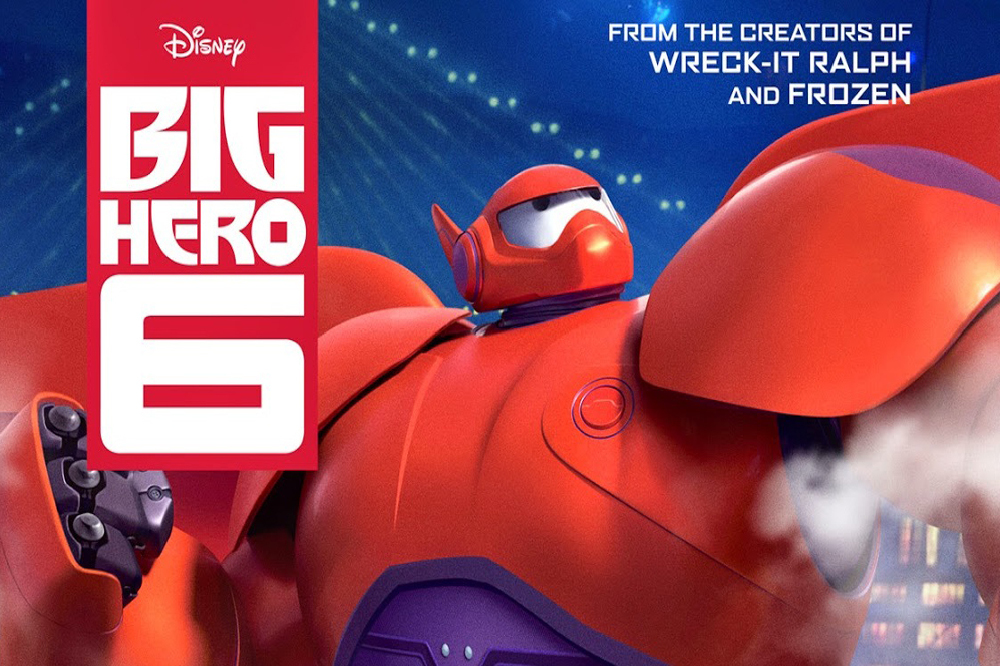 Disney
BIG
HERO
6
FROM THE CREATORS OF
WRECK-IT RALPH
AND FROZEN